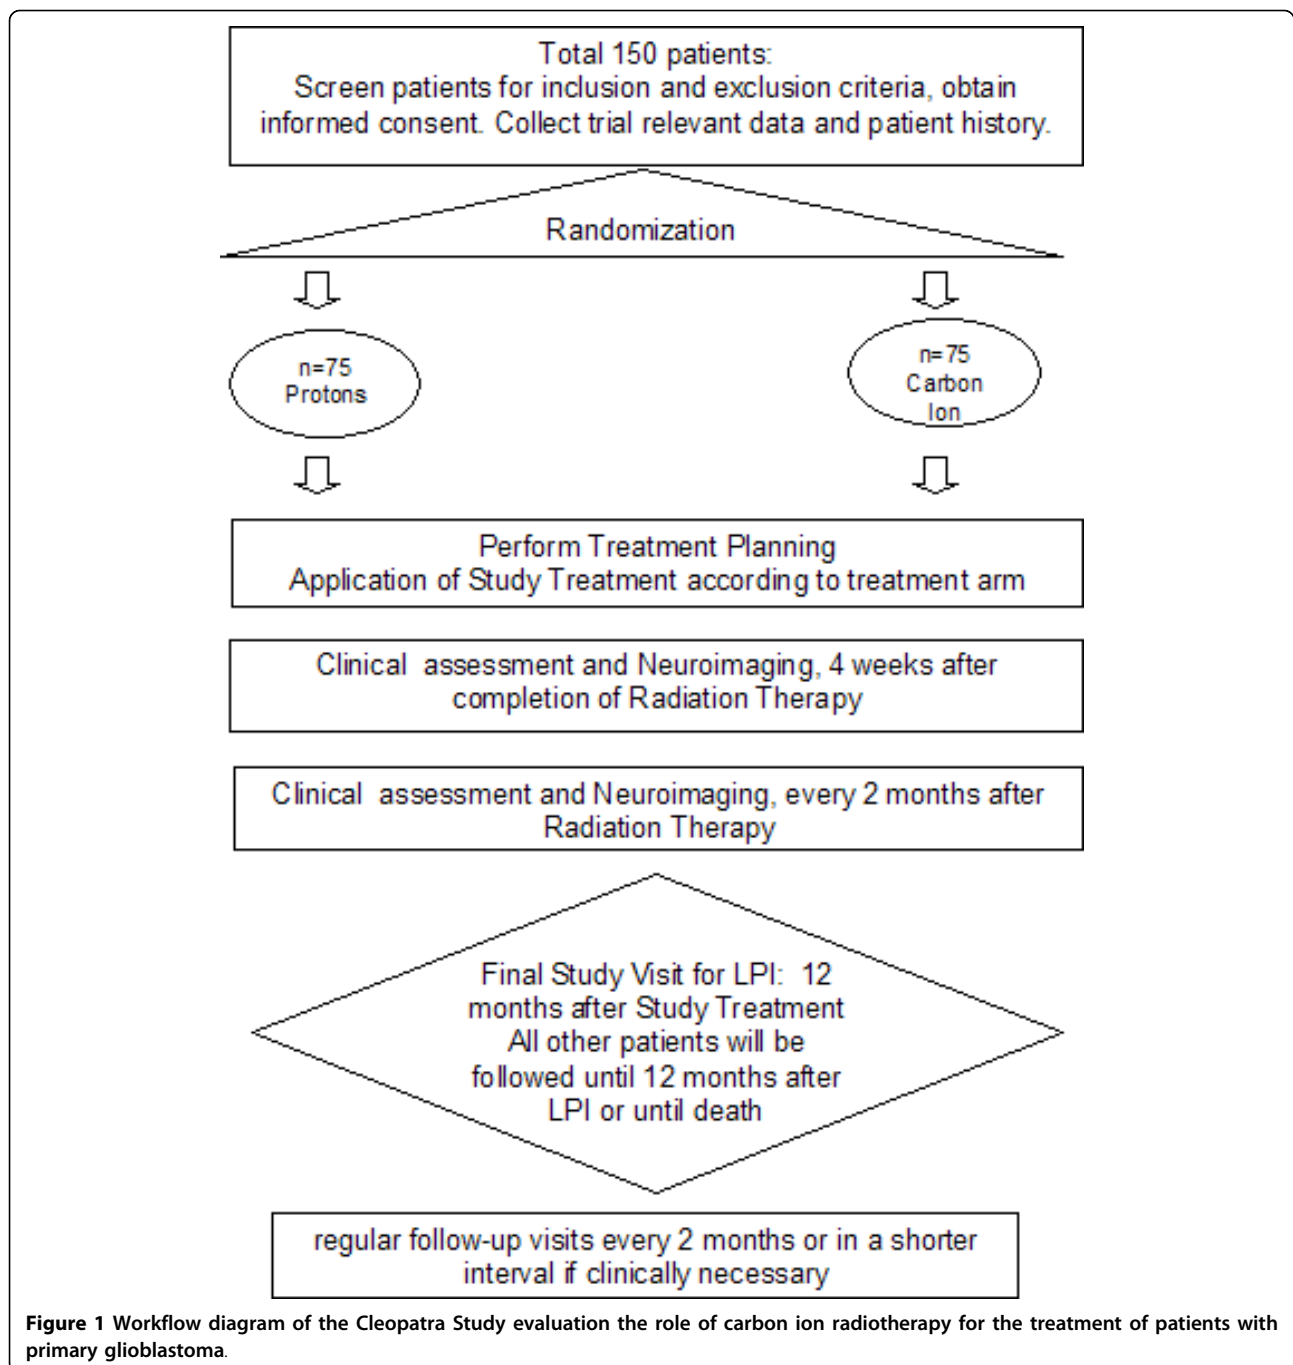 Total 150 patients:
Screen patients for inclusion and exclusion criteria, obtain
informed consent. Collect trial relevant data and patient history.
Randomization
n=75
Protons
n=75
Carbon
Ion
Perform Treatment Planning
Application of Study Treatment according to treatment arm
Clinical assessment and Neuroimaging, 4 weeks after
completion of Radiation Therapy
Clinical assessment and Neuroimaging, every 2 months after
Radiation Therapy
Final Study Visit for LPI: 12
months after Study Treatment
All other patients will be
followed until 12 months after
LPI or until death
regular follow-up visits every 2 months or in a shorter
interval if clinically necessary
Figure 1 Workflow diagram of the Cleopatra Study evaluation the role of carbon ion radiotherapy for the treatment of patients with
primary glioblastoma.